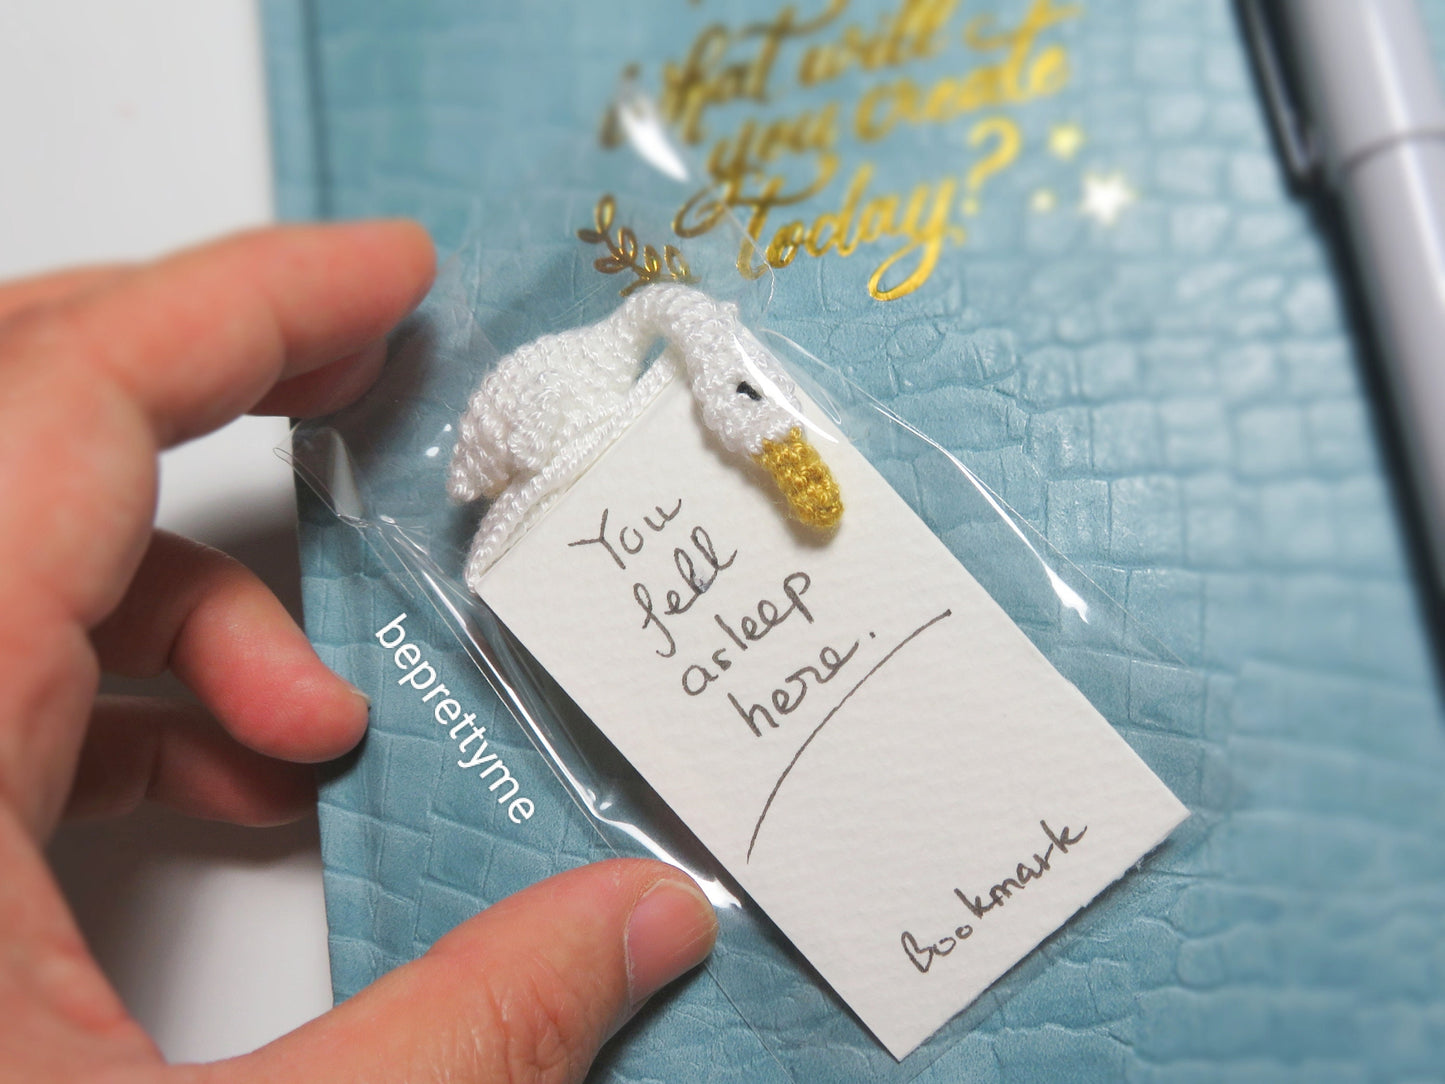 what will
you create
today?
You
fell
asleep
here.
Bookmark
beprettyme